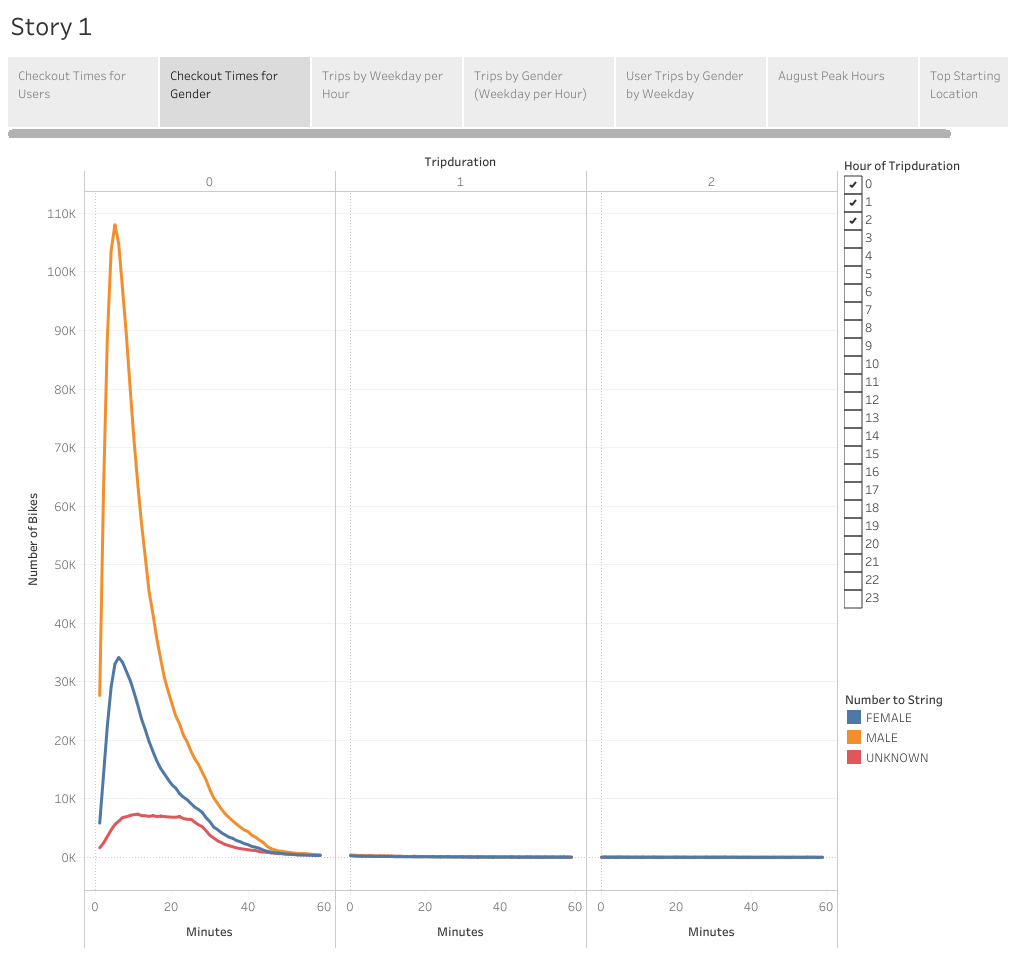 Story 1
Checkout Times for
Users
Checkout Times for
Gender
Trips by Weekday per
Hour
Trips by Gender
(Weekday per Hour)
User Trips by Gender
by Weekday
August Peak Hours
Top Starting
Location
Tripduration
0 1 2
110K
100K
90K
80K
70K
60K
50K
40K
30K
20K
10K
0K
Number of Bikes
0 20 40 60 0 20 40 60 0 20 40 60
Minutes Minutes Minutes
Hour of Tripduration
0
1
2
3
4
5
6
7
8
9
10
11
12
13
14
15
16
17
18
19
20
21
22
23
Number to String
FEMALE
MALE
UNKNOWN